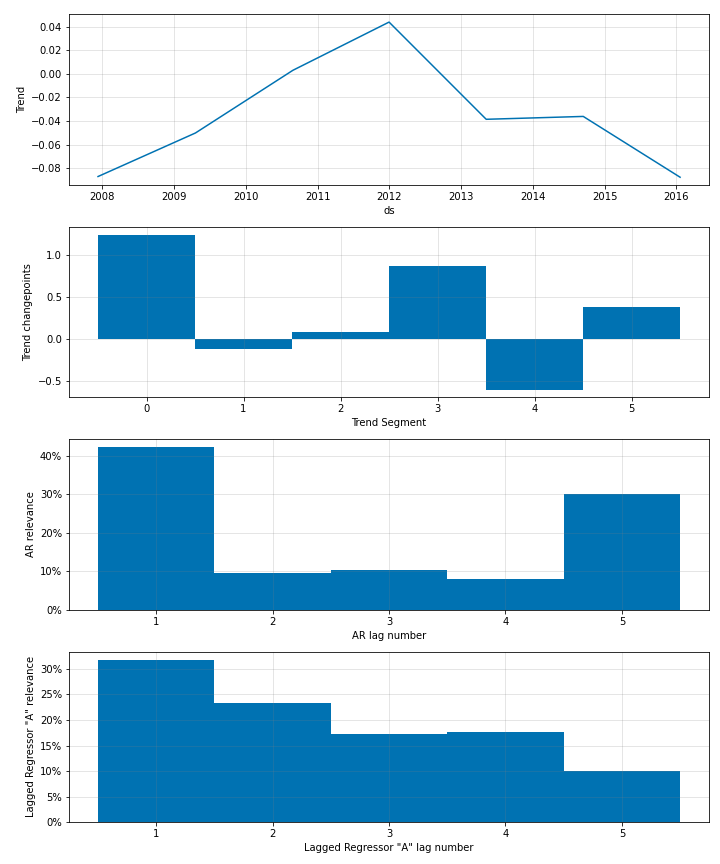 0.04
0.02
0.00
−0.02
−0.04
−0.06
−0.08
Trend
2008 2009 2010 2011 2012 2013 2014 2015 2016
ds
1.0
0.5
0.0
−0.5
Trend changepoints
0 1 2 3 4 5
Trend Segment
40%
30%
20%
10%
0%
AR relevance
1 2 3 4 5
AR lag number
30%
25%
20%
15%
10%
5%
0%
Lagged Regressor "A" relevance
1 2 3 4 5
Lagged Regressor "A" lag number